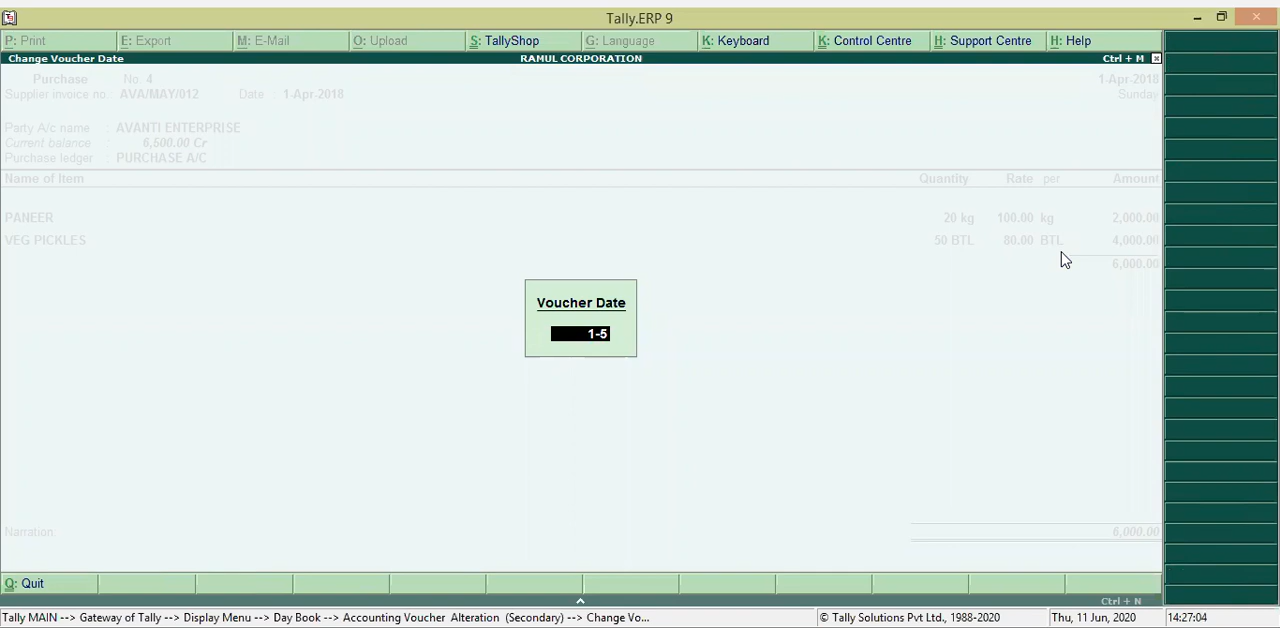 Tally.ERP 9
P: Print E: Export M: E-Mail O: Upload S: TallyShop G: Language K: Keyboard K: Control Centre H: Support Centre H: Help
Change Voucher Date RAMUL CORPORATION Ctrl + M
Purchase No. 4 1-Apr-2018
Supplier invoice no. AVA/MAY/012 Date 1-Apr-2018 Sunday
Party A/c name : AVANTI ENTERPRISE
Current balance : 6,500.00 Cr
Purchase ledger : PURCHASE A/C
Name of Item Quantity Rate per Amount
PANEER 20 kg 100.00 kg 2,000.00
VEG PICKLES 50 BTL 80.00 BTL 4,000.00
6,000.00
Voucher Date
1-5
Narration: 6,000.00
Q: Quit
Ctrl + N
Tally MAIN --> Gateway of Tally --> Display Menu --> Day Book --> Accounting Voucher Alteration (Secondary) --> Change Vo... © Tally Solutions Pvt Ltd., 1988-2020 Thu, 11 Jun, 2020 14:27:04